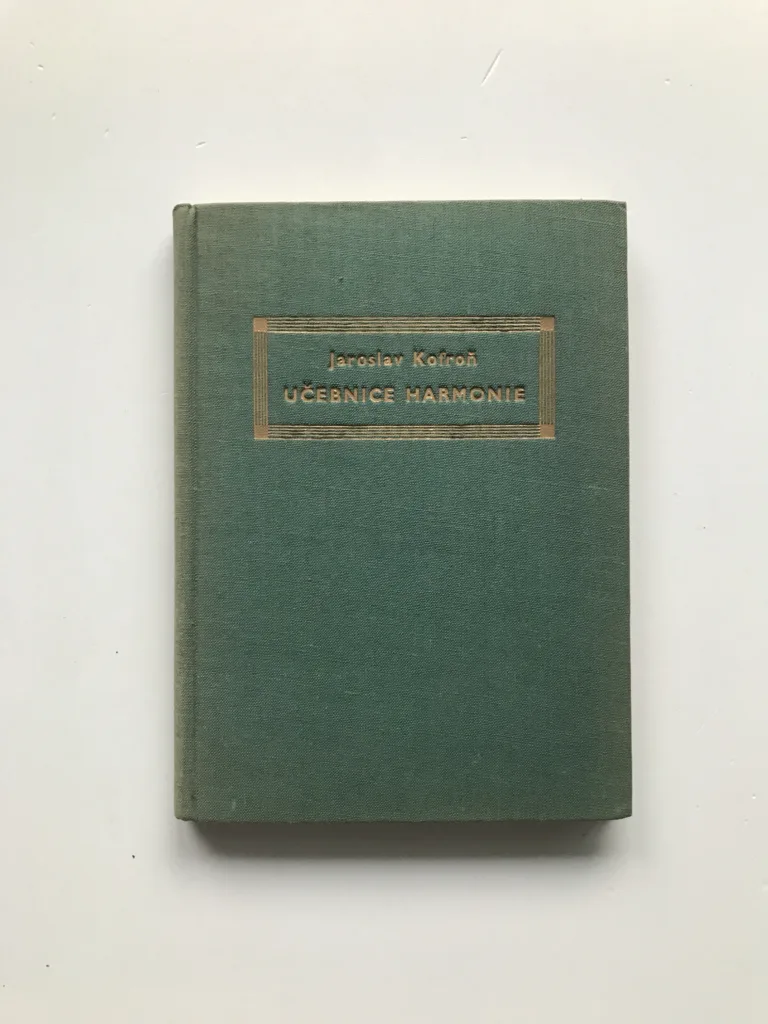 Jaroslav Kofroň
UČEBNICE HARMONIE